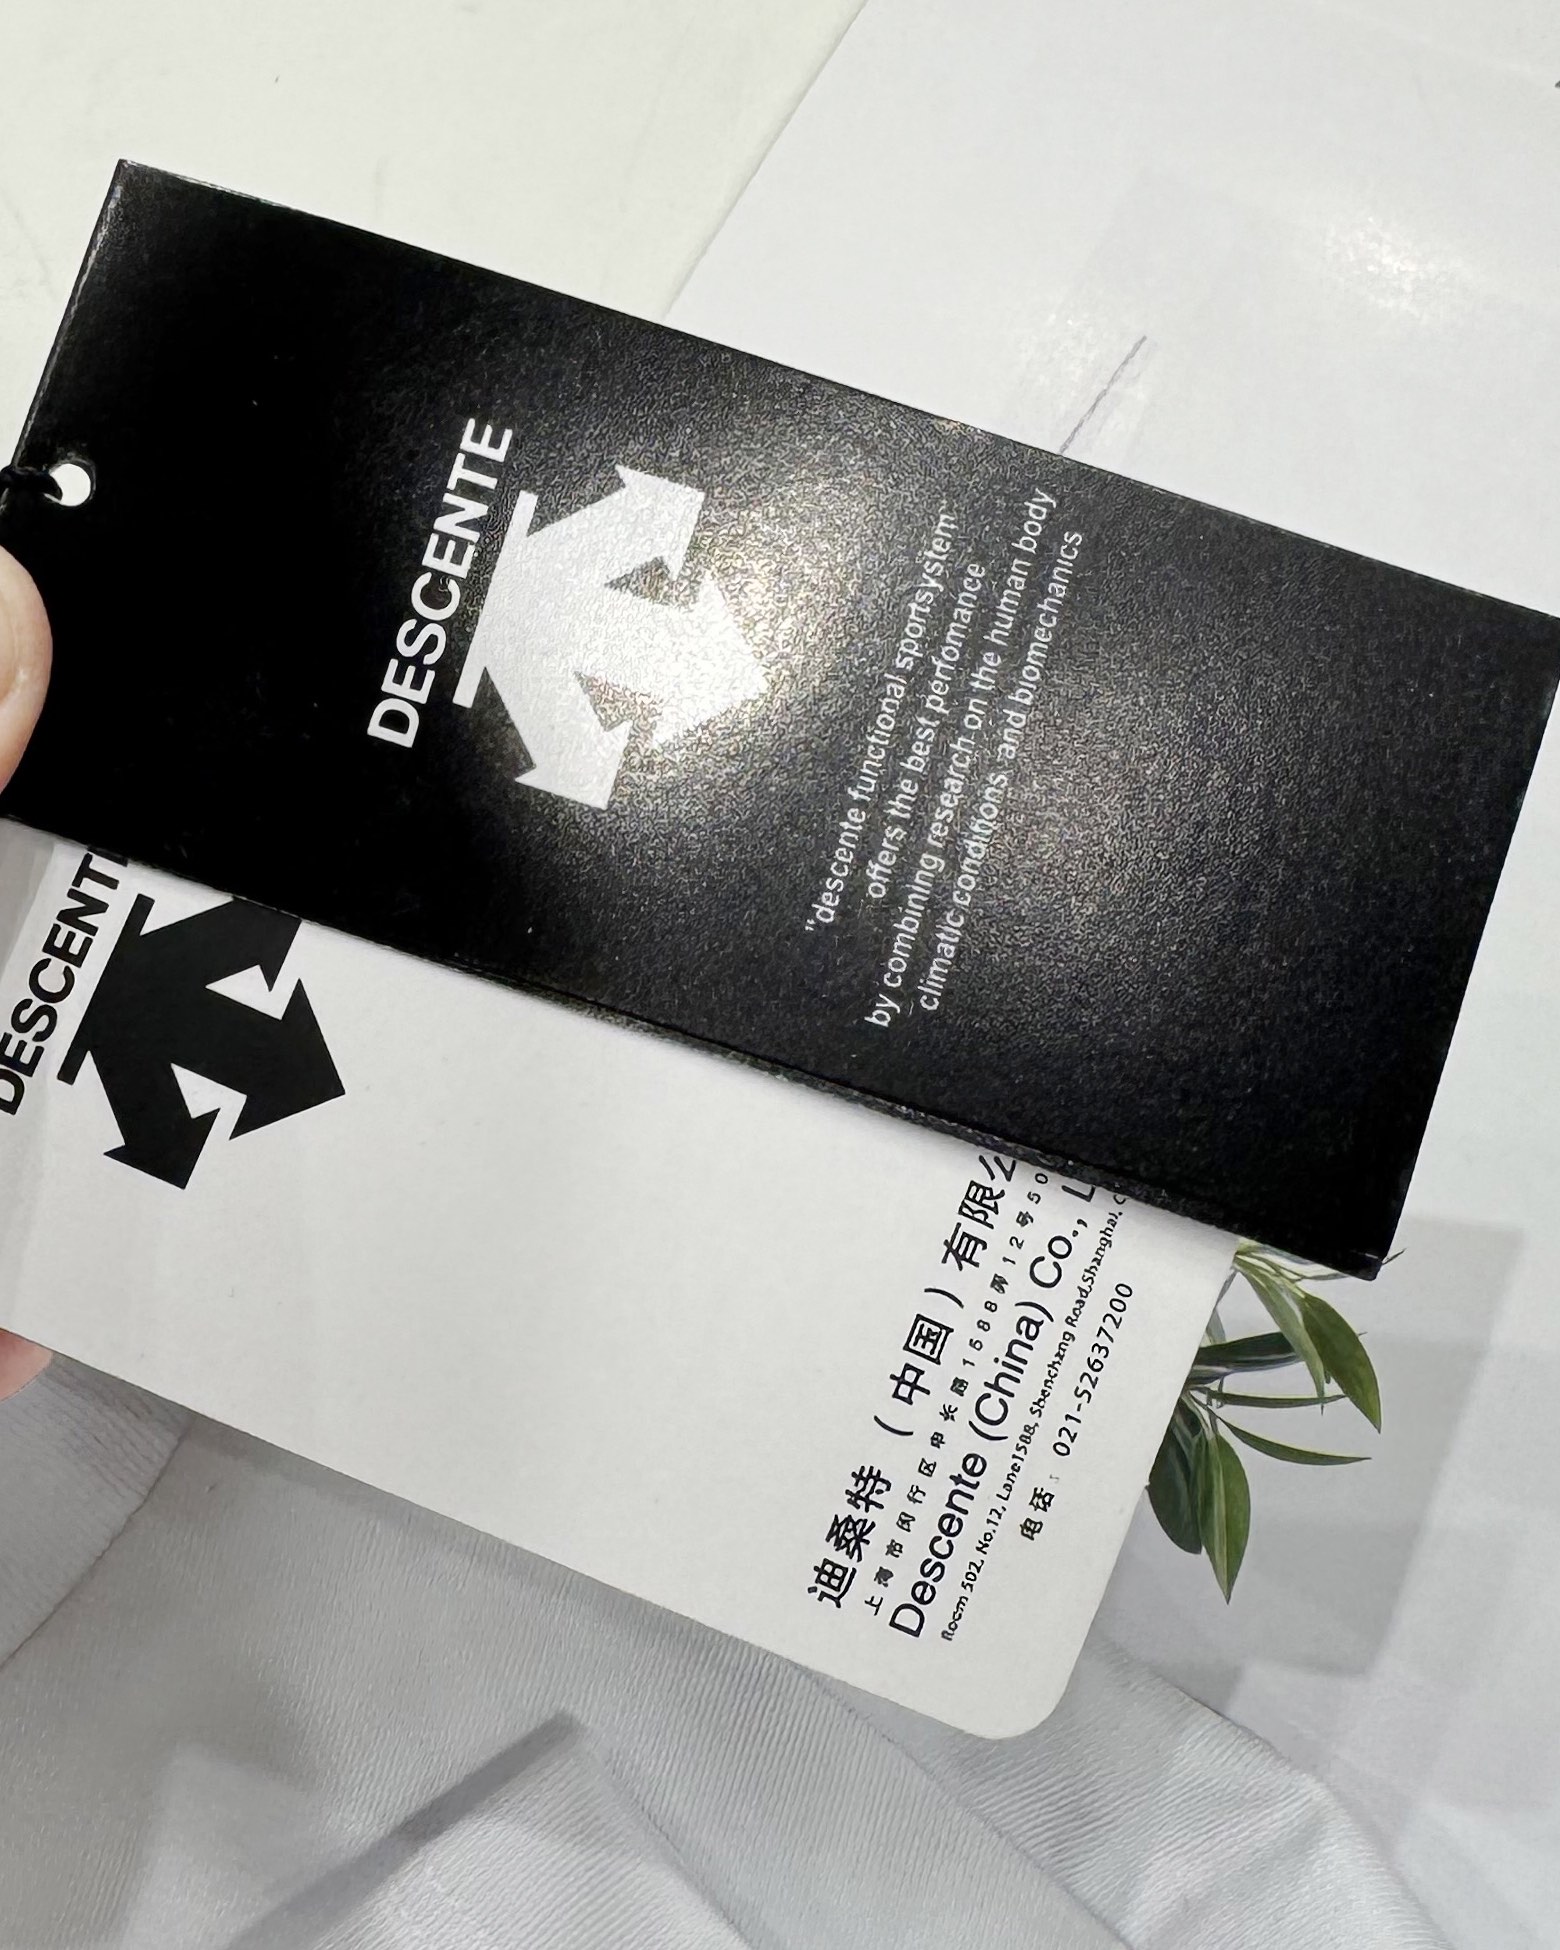 DESCENTE
"descente functional sportsystem"
offers the best perfomance
by combining research on the human body
climatic conditions, and biomechanics
DESCENT
迪桑特（中国）有限公
上海市闵行区申长路1588弄12号50
Descente (China) Co., L
Room 502, No.12, Lane1588, Shenchang Road,Shanghai, C
电话: 021-52637200